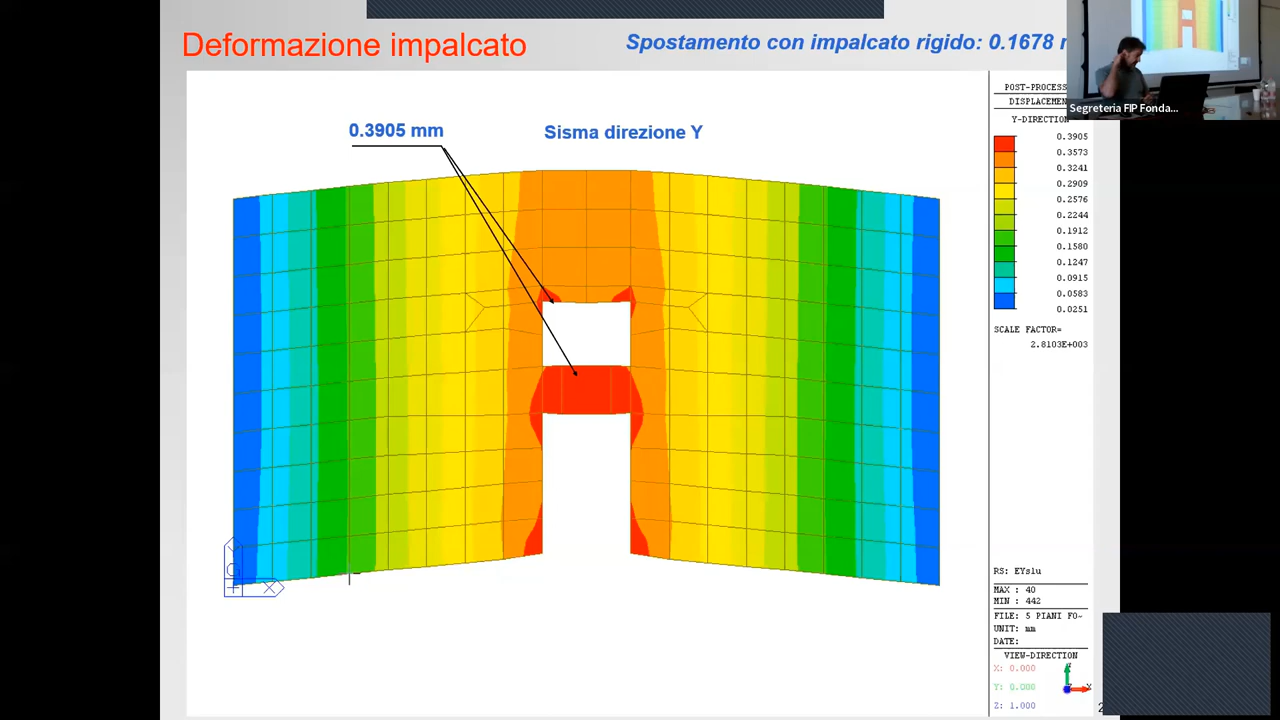 Deformazione impalcato
Spostamento con impalcato rigido: 0.1678
Segreteria FIP Fonda...
0.3905 mm
Sisma direzione Y
POST-PROCESS
DISPLACEMEN
Y-DIRECTION
0.3905
0.3573
0.3241
0.2909
0.2576
0.2244
0.1912
0.1580
0.1247
0.0915
0.0583
0.0251
SCALE FACTOR=
2.8103E+003
RS: EYslu
MAX : 40
MIN : 442
FILE: 5 PIANI FO~
UNIT: mm
DATE:
VIEW-DIRECTION
X: 0.000
Y: 0.000
Z: 1.000
X